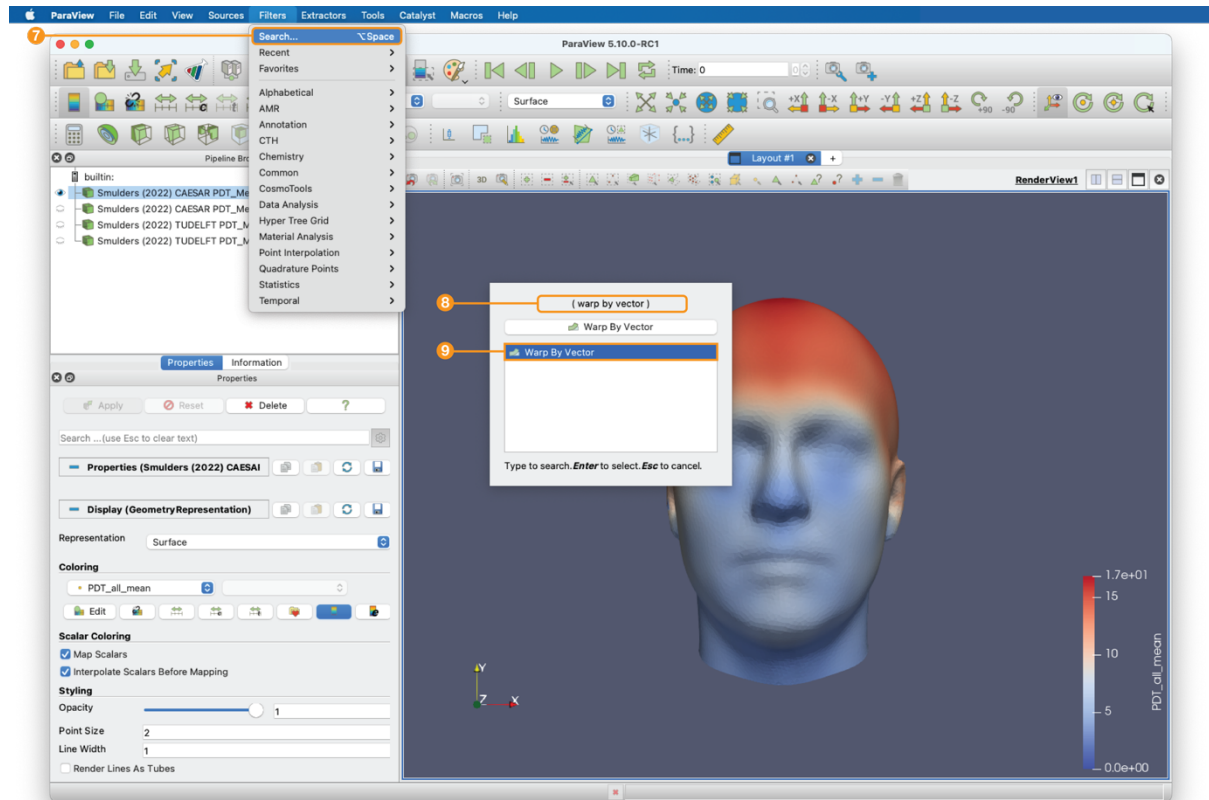 ParaView File Edit View Sources Filters Extractors Tools Catalyst Macros Help
7
Search... ⌥Space
Recent
Favorites
Alphabetical
AMR
Annotation
CTH
Chemistry
Common
CosmoTools
Data Analysis
Hyper Tree Grid
Material Analysis
Point Interpolation
Quadrature Points
Statistics
Temporal
ParaView 5.10.0-RC1
Time: 0
Surface
+X -X +Y -Y +Z -Z +90 -90
Pipeline Bro
Layout #1 +
builtin:
3D
RenderView1
Smulders (2022) CAESAR PDT_Me
Smulders (2022) CAESAR PDT_Me
Smulders (2022) TUDELFT PDT_M
Smulders (2022) TUDELFT PDT_M
8
( warp by vector )
Warp By Vector
9
Warp By Vector
Type to search. Enter to select. Esc to cancel.
Properties Information
Properties
Apply Reset Delete ?
Search ...(use Esc to clear text)
Properties (Smulders (2022) CAESAI
Display (GeometryRepresentation)
Representation Surface
Coloring
PDT_all_mean
Edit
Scalar Coloring
Map Scalars
Interpolate Scalars Before Mapping
Styling
Opacity 1
Point Size 2
Line Width 1
Render Lines As Tubes
Y
Z X
1.7e+01
15
10
5
0.0e+00
PDT_all_mean